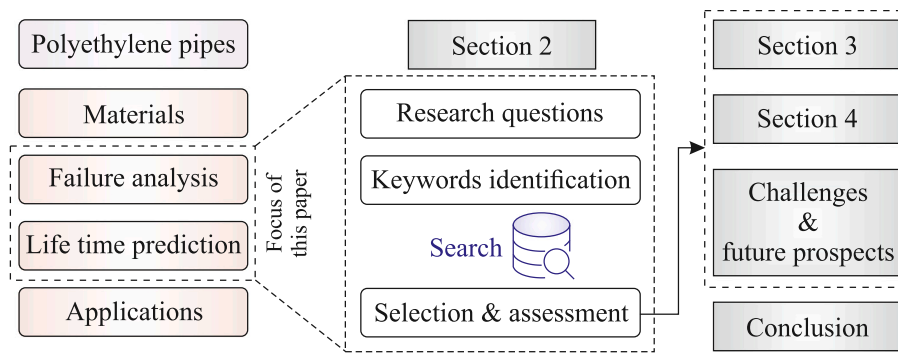 Polyethylene pipes
Materials
Failure analysis
Life time prediction
Applications
Focus of
this paper
Section 2
Research questions
Keywords identification
Search
Selection & assessment
Section 3
Section 4
Challenges
&
future prospects
Conclusion